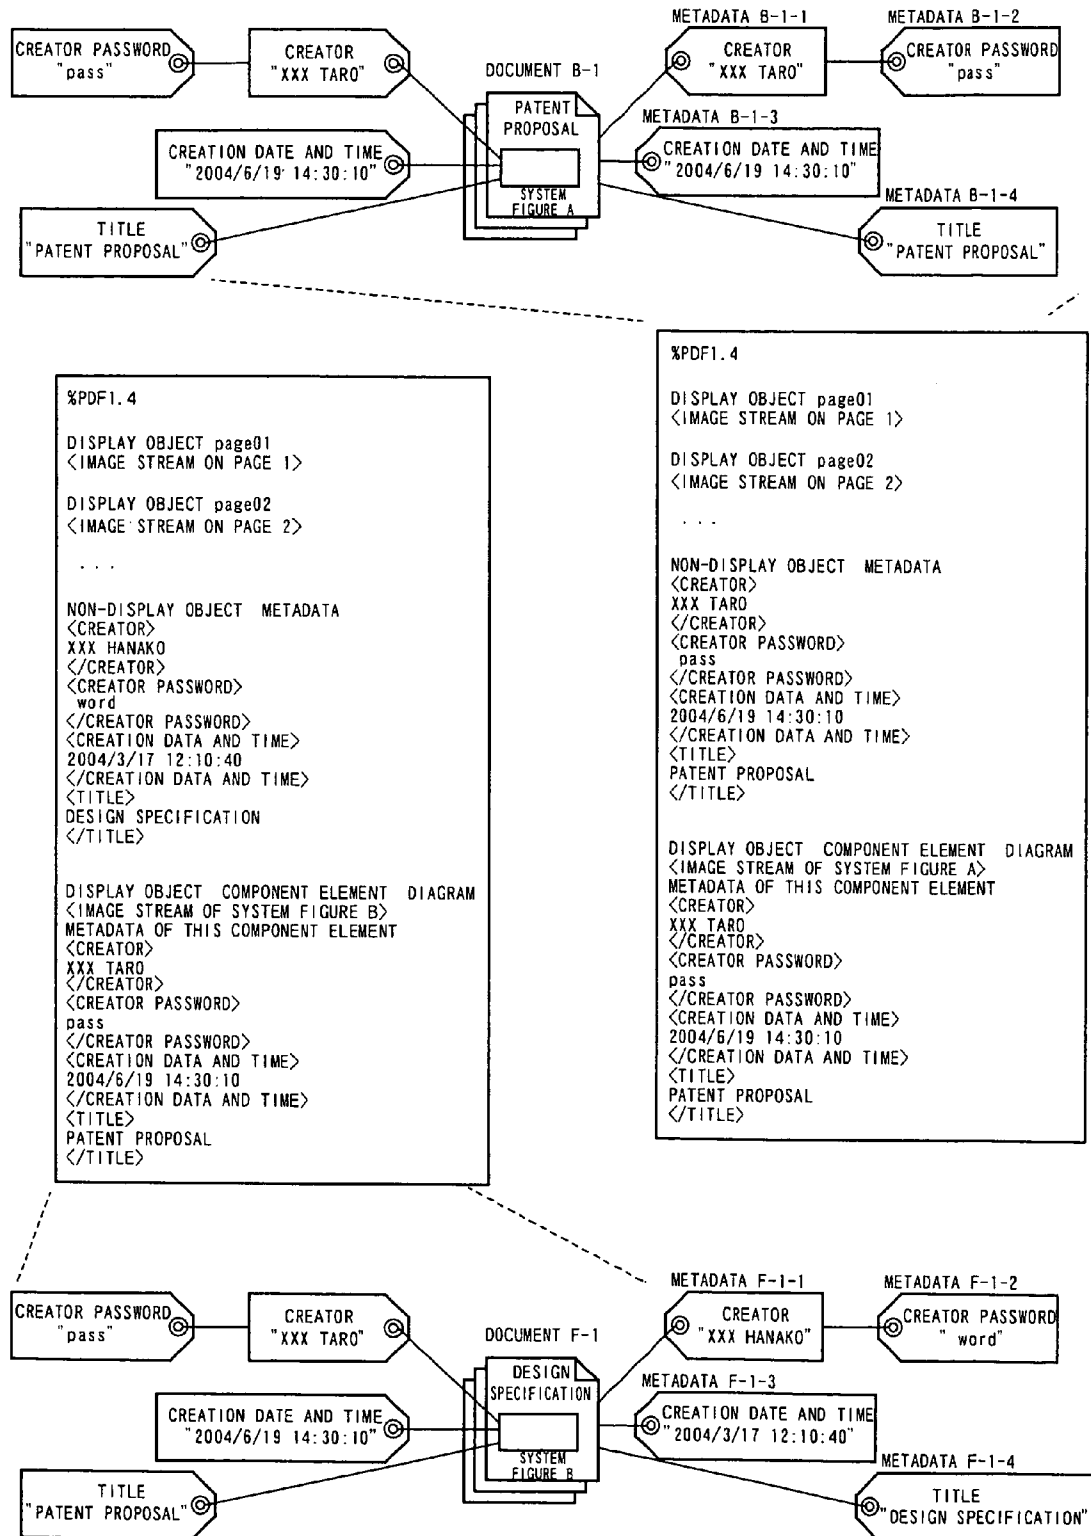 METADATA B-1-1
METADATA B-1-2
CREATOR PASSWORD
"pass"
CREATOR
"XXX TARO"
DOCUMENT B-1
CREATOR
"XXX TARO"
CREATOR PASSWORD
"pass"
PATENT
PROPOSAL
METADATA B-1-3
CREATION DATE AND TIME
"2004/6/19 14:30:10"
CREATION DATE AND TIME
"2004/6/19 14:30:10"
SYSTEM
FIGURE A
METADATA B-1-4
TITLE
"PATENT PROPOSAL"
TITLE
"PATENT PROPOSAL"
%PDF1.4
DISPLAY OBJECT page01
<IMAGE STREAM ON PAGE 1>
DISPLAY OBJECT page02
<IMAGE STREAM ON PAGE 2>
...
NON-DISPLAY OBJECT METADATA
<CREATOR>
XXX HANAKO
</CREATOR>
<CREATOR PASSWORD>
word
</CREATOR PASSWORD>
<CREATION DATA AND TIME>
2004/3/17 12:10:40
</CREATION DATA AND TIME>
<TITLE>
DESIGN SPECIFICATION
</TITLE>
DISPLAY OBJECT COMPONENT ELEMENT DIAGRAM
<IMAGE STREAM OF SYSTEM FIGURE B>
METADATA OF THIS COMPONENT ELEMENT
<CREATOR>
XXX TARO
</CREATOR>
<CREATOR PASSWORD>
pass
</CREATOR PASSWORD>
<CREATION DATA AND TIME>
2004/6/19 14:30:10
</CREATION DATA AND TIME>
<TITLE>
PATENT PROPOSAL
</TITLE>
%PDF1.4
DISPLAY OBJECT page01
<IMAGE STREAM ON PAGE 1>
DISPLAY OBJECT page02
<IMAGE STREAM ON PAGE 2>
...
NON-DISPLAY OBJECT METADATA
<CREATOR>
XXX TARO
</CREATOR>
<CREATOR PASSWORD>
pass
</CREATOR PASSWORD>
<CREATION DATA AND TIME>
2004/6/19 14:30:10
</CREATION DATA AND TIME>
<TITLE>
PATENT PROPOSAL
</TITLE>
DISPLAY OBJECT COMPONENT ELEMENT DIAGRAM
<IMAGE STREAM OF SYSTEM FIGURE A>
METADATA OF THIS COMPONENT ELEMENT
<CREATOR>
XXX TARO
</CREATOR>
<CREATOR PASSWORD>
pass
</CREATOR PASSWORD>
<CREATION DATA AND TIME>
2004/6/19 14:30:10
</CREATION DATA AND TIME>
<TITLE>
PATENT PROPOSAL
</TITLE>
METADATA F-1-1
METADATA F-1-2
CREATOR PASSWORD
"pass"
CREATOR
"XXX TARO"
DOCUMENT F-1
CREATOR
"XXX HANAKO"
CREATOR PASSWORD
" word"
DESIGN
SPECIFICATION
METADATA F-1-3
CREATION DATE AND TIME
"2004/6/19 14:30:10"
CREATION DATE AND TIME
"2004/3/17 12:10:40"
SYSTEM
FIGURE B
METADATA F-1-4
TITLE
"PATENT PROPOSAL"
TITLE
"DESIGN SPECIFICATION"